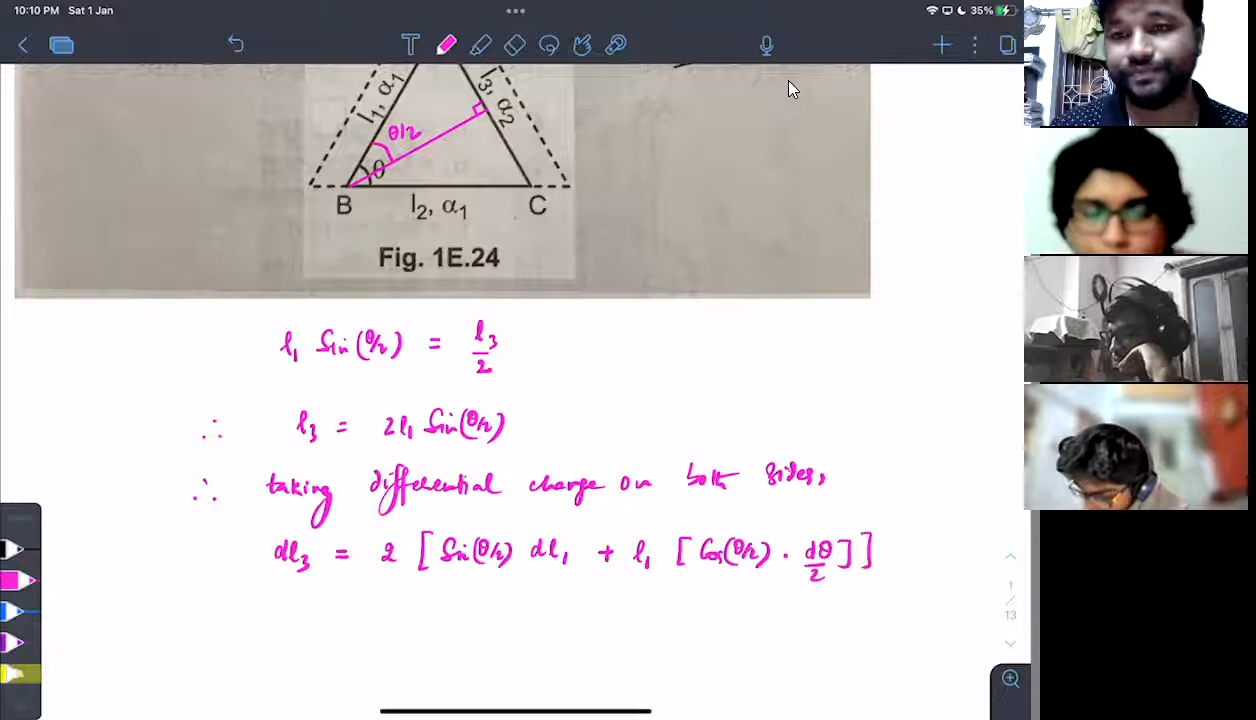 10:10 PM Sat 1 Jan
35%
T
l1, α1
l3, α2
θ/2
θ
B
l2, α1
C
Fig. 1E.24
l1 Sin(θ/2) = l3/2
∴ l3 = 2l1 Sin(θ/2)
∴ taking differential change on both sides,
dl3 = 2 [Sin(θ/2) dl1 + l1 [Cos(θ/2) . dθ/2]]
1
/
13